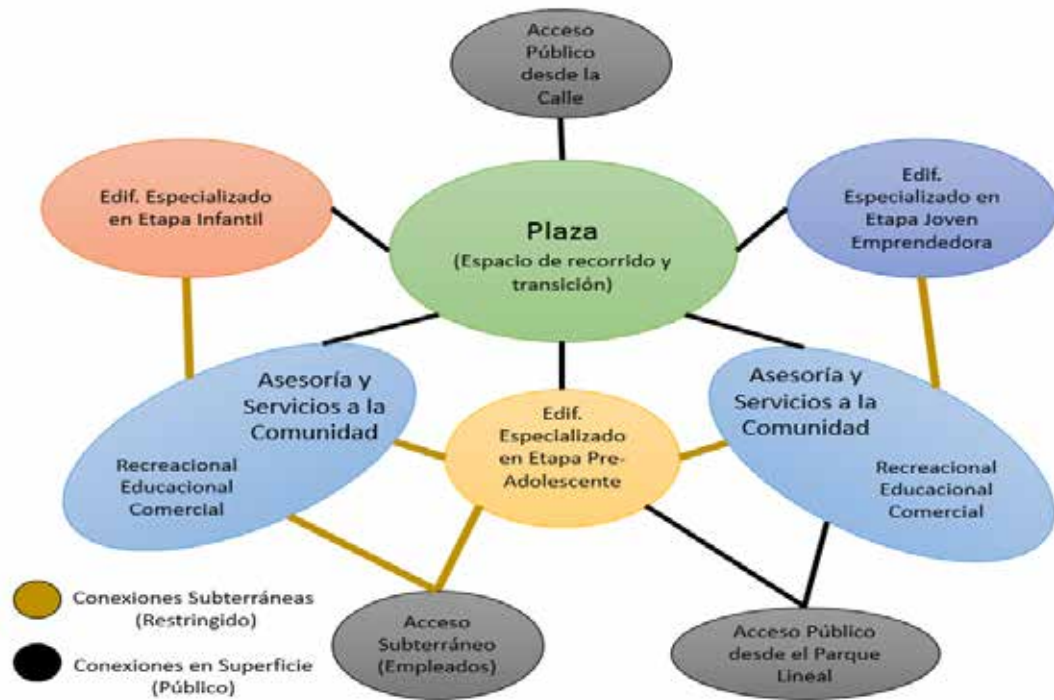 Acceso
Público
desde la
Calle
Edif. Especializado
en Etapa Infantil
Plaza
(Espacio de recorrido y
transición)
Edif.
Especializado en
Etapa Joven
Emprendedora
Asesoría y
Servicios a la
Comunidad
Recreacional
Educacional
Comercial
Edif.
Especializado
en Etapa Pre-
Adolescente
Asesoría y
Servicios a la
Comunidad
Recreacional
Educacional
Comercial
Conexiones Subterráneas
(Restringido)
Conexiones en Superficie
(Público)
Acceso
Subterráneo
(Empleados)
Acceso Público
desde el Parque
Lineal